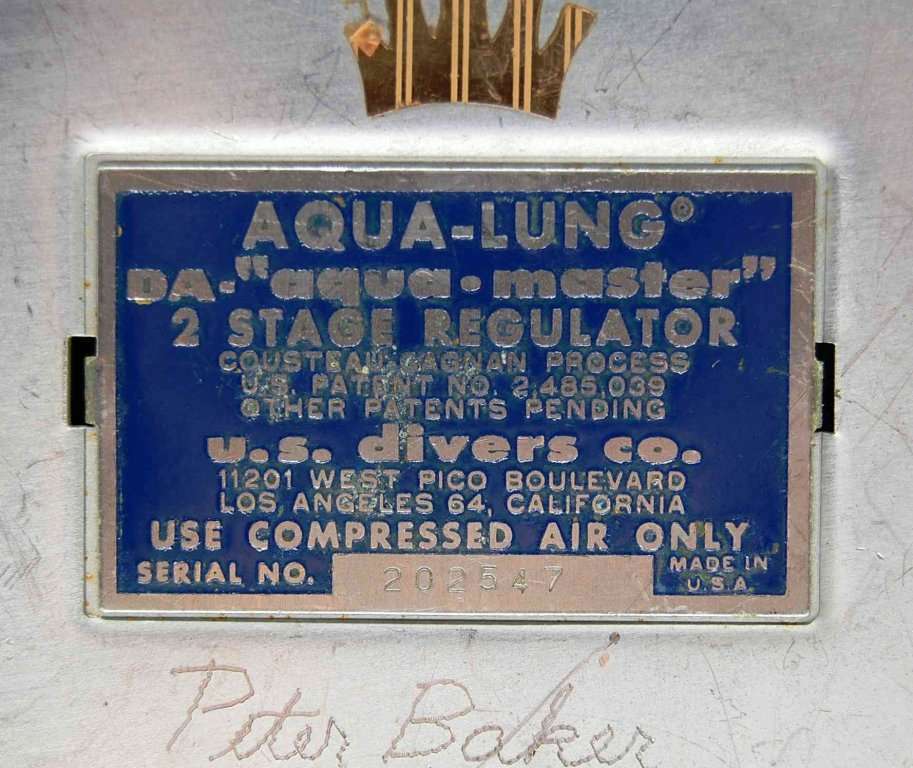 AQUA-LUNG®
DA-"aqua•master"
2 STAGE REGULATOR
COUSTEAU GAGNAN PROCESS
U.S. PATENT NO. 2,485,039
OTHER PATENTS PENDING
u.s. divers co.
11201 WEST PICO BOULEVARD
LOS ANGELES 64, CALIFORNIA
USE COMPRESSED AIR ONLY
SERIAL NO. 202547 MADE IN
U.S.A.
Peter Baker